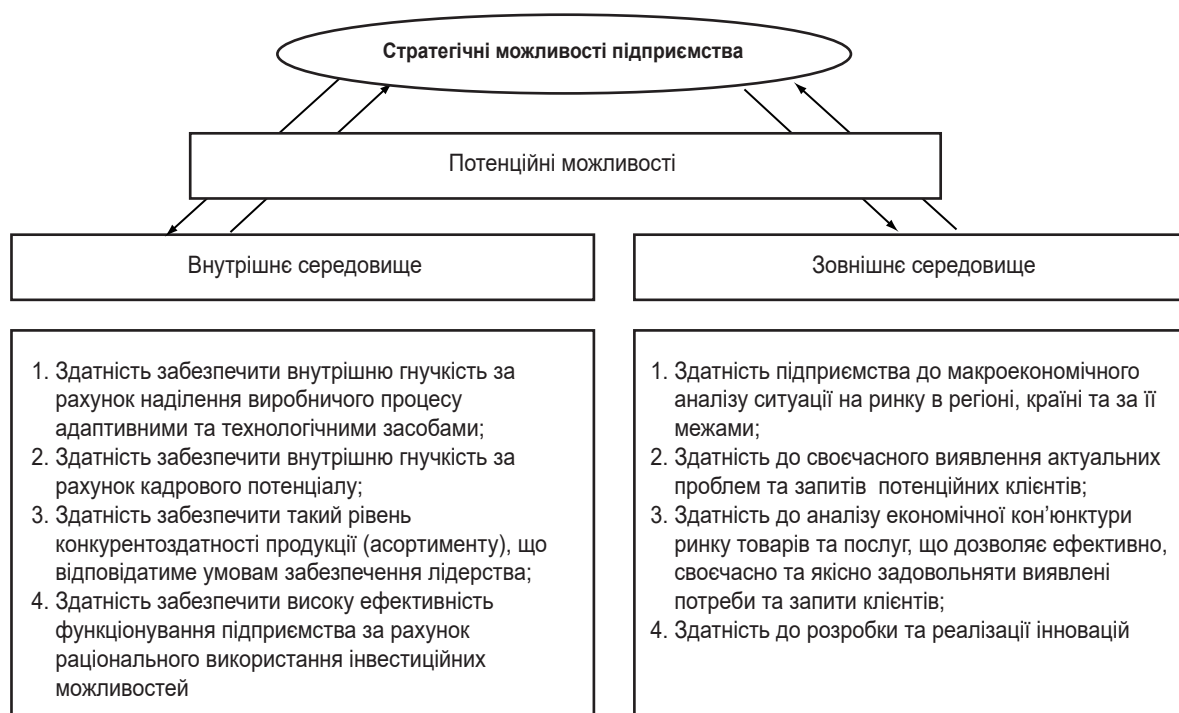 Стратегічні можливості підприємства
Потенційні можливості
Внутрішнє середовище
1. Здатність забезпечити внутрішню гнучкість за
рахунок наділення виробничого процесу
адаптивними та технологічними засобами;
2. Здатність забезпечити внутрішню гнучкість за
рахунок кадрового потенціалу;
3. Здатність забезпечити такий рівень
конкурентоздатності продукції (асортименту), що
відповідатиме умовам забезпечення лідерства;
4. Здатність забезпечити високу ефективність
функціонування підприємства за рахунок
раціонального використання інвестиційних
можливостей
Зовнішнє середовище
1. Здатність підприємства до макроекономічного
аналізу ситуації на ринку в регіоні, країні та за її
межами;
2. Здатність до своєчасного виявлення актуальних
проблем та запитів потенційних клієнтів;
3. Здатність до аналізу економічної кон’юнктури
ринку товарів та послуг, що дозволяє ефективно,
своєчасно та якісно задовольняти виявлені
потреби та запити клієнтів;
4. Здатність до розробки та реалізації інновацій